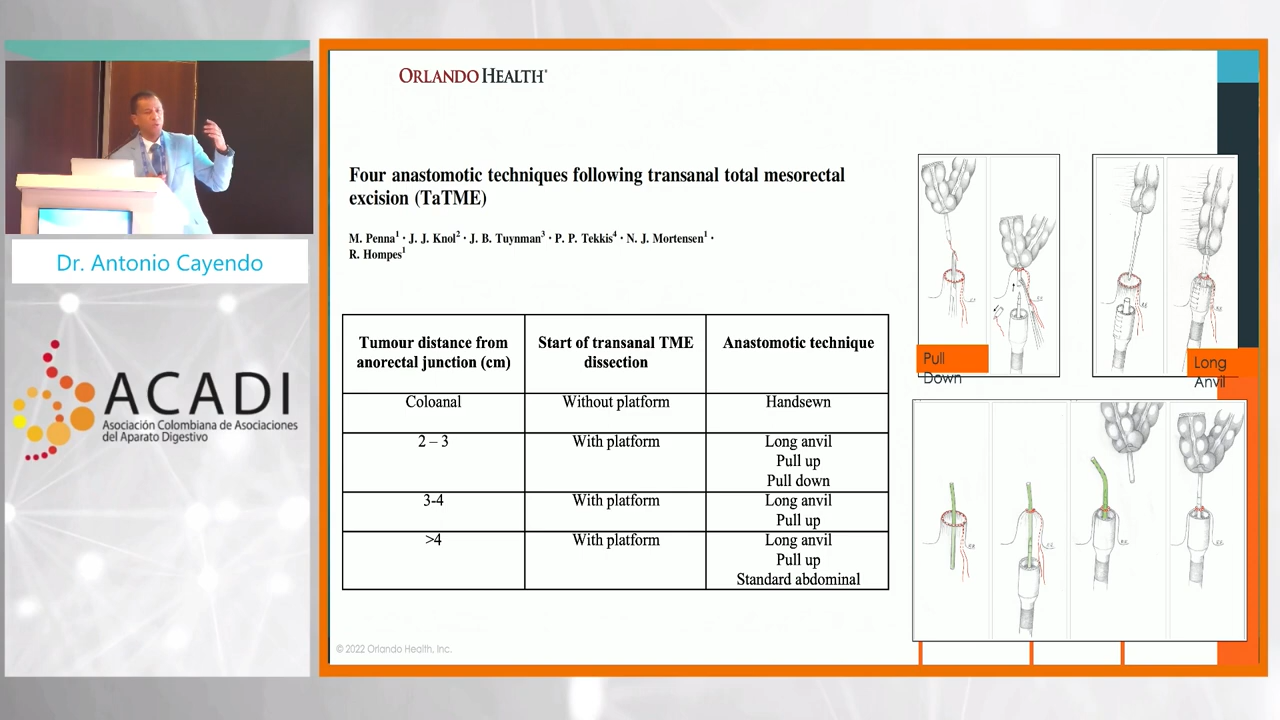 ORLANDO HEALTH®
Four anastomotic techniques following transanal total mesorectal
excision (TaTME)
M. Penna1 · J. J. Knol2 · J. B. Tuynman3 · P. P. Tekkis4 · N. J. Mortensen1 ·
R. Hompes1
Dr. Antonio Cayendo
ACADI
Asociación Colombiana de Asociaciones
del Aparato Digestivo
Tumour distance from
anorectal junction (cm)
Start of transanal TME
dissection
Anastomotic technique
Coloanal
Without platform
Handsewn
2 – 3
With platform
Long anvil
Pull up
Pull down
3-4
With platform
Long anvil
Pull up
>4
With platform
Long anvil
Pull up
Standard abdominal
Pull
Down
Long
Anvil
© 2022 Orlando Health, Inc.